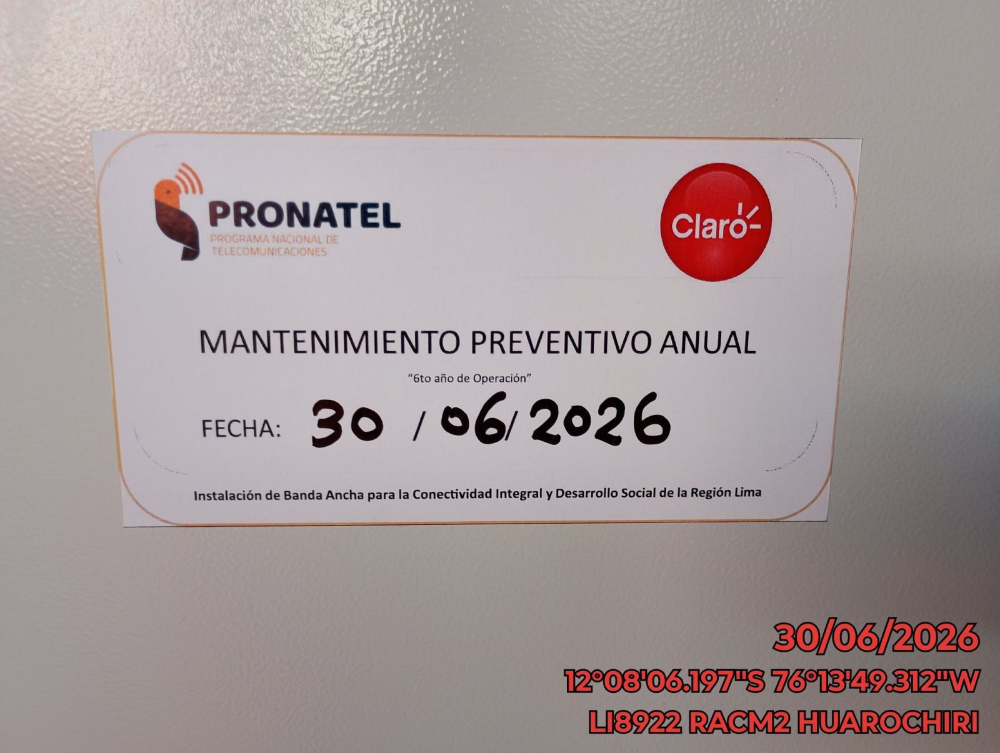 PRONATEL
PROGRAMA NACIONAL DE
TELECOMUNICACIONES
Claro
MANTENIMIENTO PREVENTIVO ANUAL
“6to año de Operación”
FECHA: 30 / 06/ 2026
Instalación de Banda Ancha para la Conectividad Integral y Desarrollo Social de la Región Lima
30/06/2026
12°08'06.197"S 76°13'49.312"W
LI8922 RACM2 HUAROCHIRI